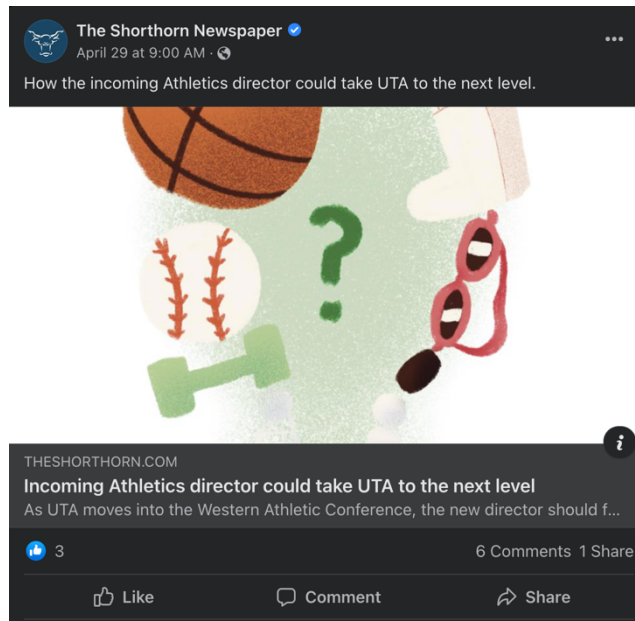 The Shorthorn Newspaper
April 29 at 9:00 AM ·
How the incoming Athletics director could take UTA to the next level.
?
i
THESHORTHORN.COM
Incoming Athletics director could take UTA to the next level
As UTA moves into the Western Athletic Conference, the new director should f...
3
6 Comments 1 Share
Like Comment Share